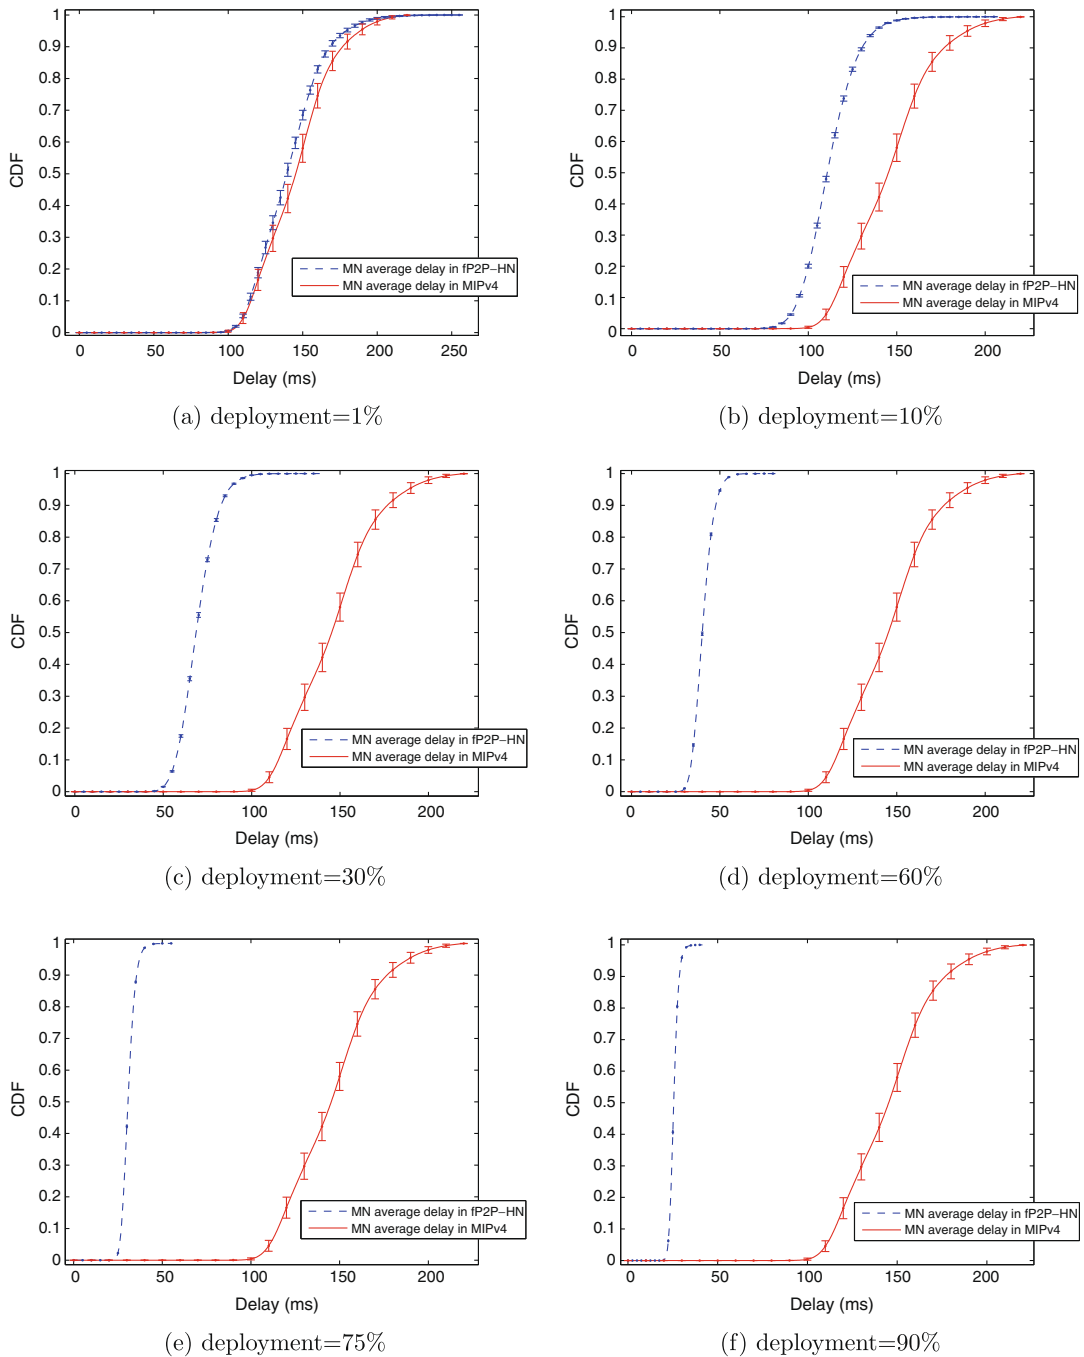 1
0.9
0.8
0.7
0.6
0.5
0.4
0.3
0.2
0.1
0
CDF
0 50 100 150 200 250
Delay (ms)
MN average delay in fP2P−HN
MN average delay in MIPv4
(a) deployment=1%
1
0.9
0.8
0.7
0.6
0.5
0.4
0.3
0.2
0.1
0
CDF
0 50 100 150 200
Delay (ms)
MN average delay in fP2P−HN
MN average delay in MIPv4
(b) deployment=10%
1
0.9
0.8
0.7
0.6
0.5
0.4
0.3
0.2
0.1
0
CDF
0 50 100 150 200
Delay (ms)
MN average delay in fP2P−HN
MN average delay in MIPv4
(c) deployment=30%
1
0.9
0.8
0.7
0.6
0.5
0.4
0.3
0.2
0.1
0
CDF
0 50 100 150 200
Delay (ms)
MN average delay in fP2P−HN
MN average delay in MIPv4
(d) deployment=60%
1
0.9
0.8
0.7
0.6
0.5
0.4
0.3
0.2
0.1
0
CDF
0 50 100 150 200
Delay (ms)
MN average delay in fP2P−HN
MN average delay in MIPv4
(e) deployment=75%
1
0.9
0.8
0.7
0.6
0.5
0.4
0.3
0.2
0.1
0
CDF
0 50 100 150 200
Delay (ms)
MN average delay in fP2P−HN
MN average delay in MIPv4
(f) deployment=90%